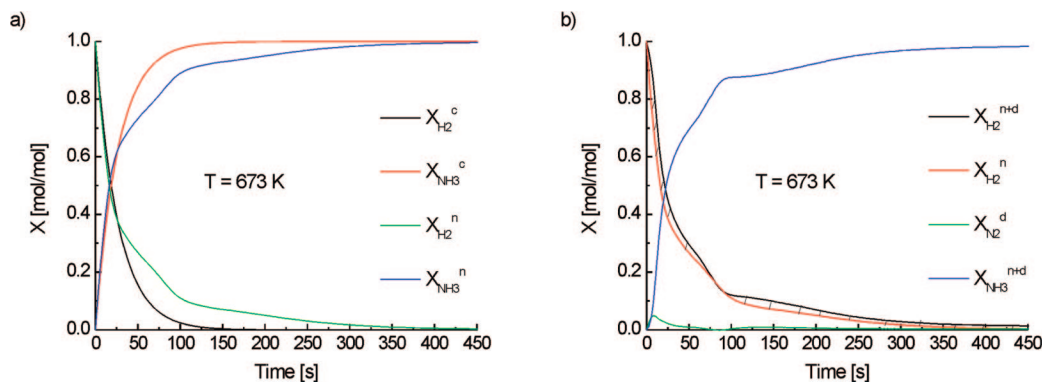 a)
X [mol/mol]
1.0
0.8
0.6
0.4
0.2
0.0
0 50 100 150 200 250 300 350 400 450
Time [s]
T = 673 K
X_H2^c
X_NH3^c
X_H2^n
X_NH3^n
b)
X [mol/mol]
1.0
0.8
0.6
0.4
0.2
0.0
0 50 100 150 200 250 300 350 400 450
Time [s]
T = 673 K
X_H2^n+d
X_H2^n
X_N2^d
X_NH3^n+d